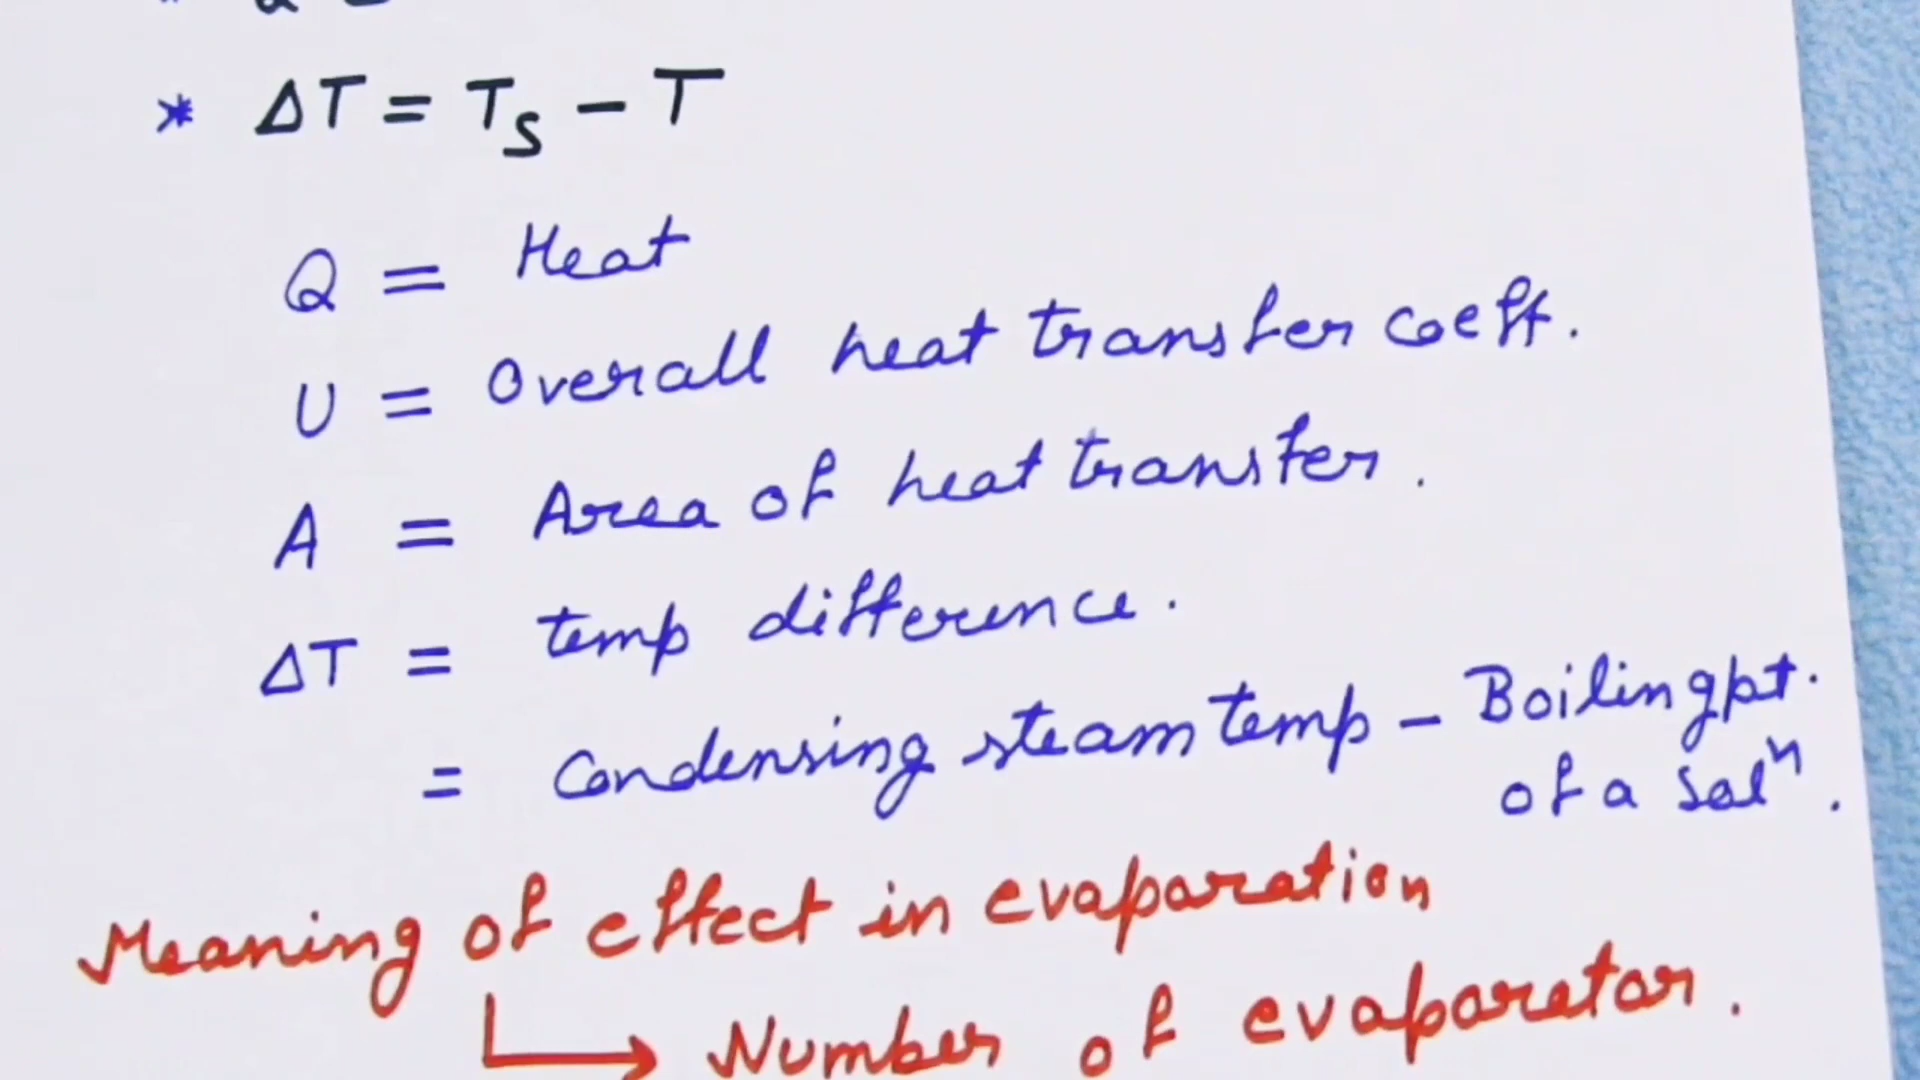 * ΔT = Ts - T
Q = Heat
U = Overall heat transfer coeff.
A = Area of heat transfer.
ΔT = temp difference.
= Condensing steam temp - Boiling pt.
of a solⁿ.
Meaning of effect in evaporation
↳ Number of evaporator.